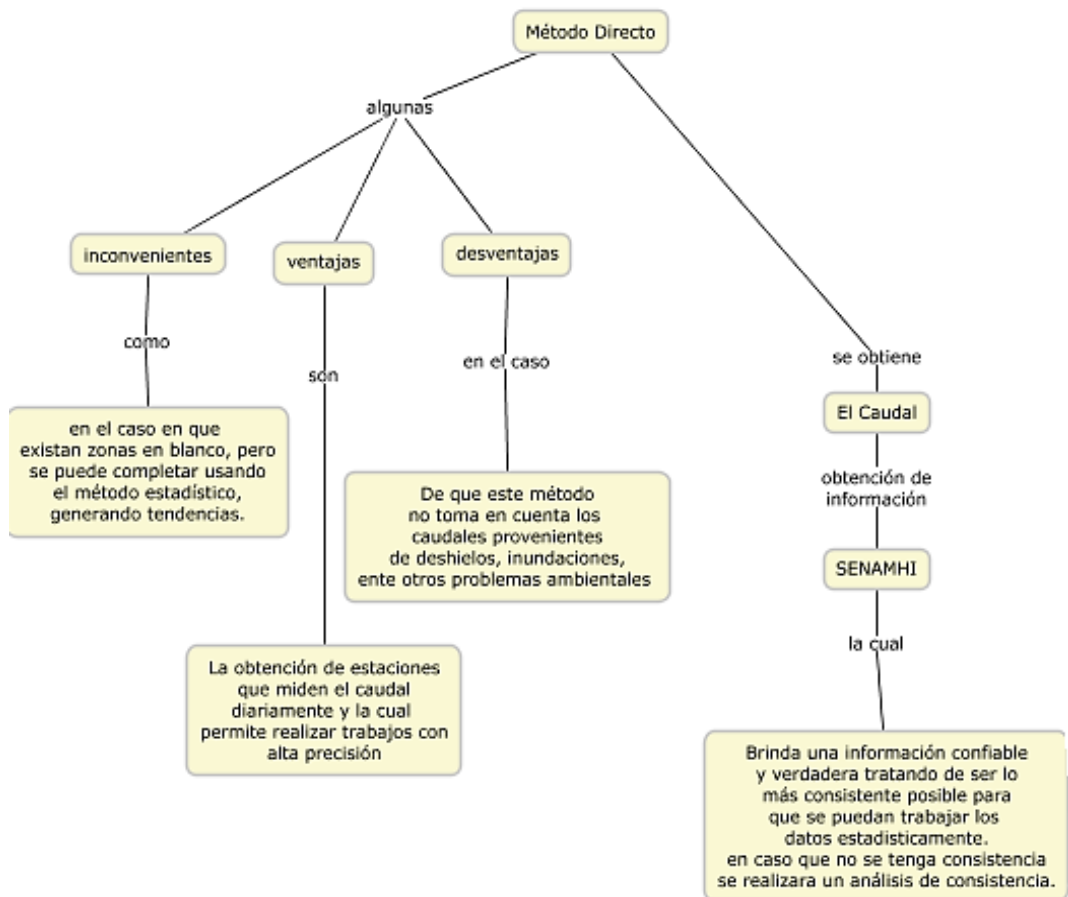 Método Directo
algunas
inconvenientes
ventajas
desventajas
como
son
en el caso
se obtiene
en el caso en que
existan zonas en blanco, pero
se puede completar usando
el método estadístico,
generando tendencias.
De que este método
no toma en cuenta los
caudales provenientes
de deshielos, inundaciones,
ente otros problemas ambientales
La obtención de estaciones
que miden el caudal
diariamente y la cual
permite realizar trabajos con
alta precisión
El Caudal
obtención de
información
SENAMHI
la cual
Brinda una información confiable
y verdadera tratando de ser lo
más consistente posible para
que se puedan trabajar los
datos estadisticamente.
en caso que no se tenga consistencia
se realizara un análisis de consistencia.